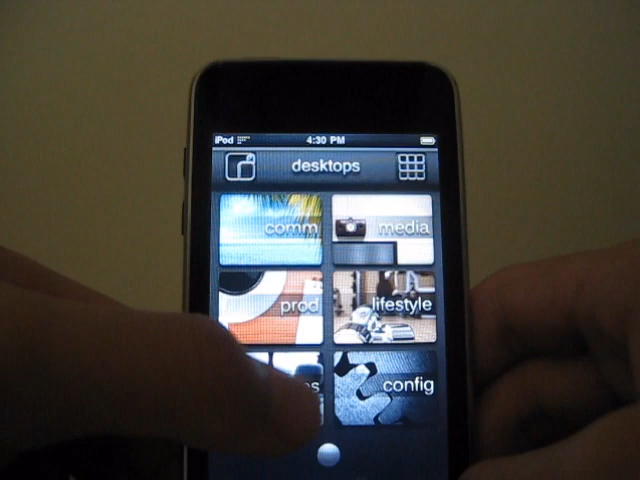 iPod 4:30 PM
desktops
comm media
prod lifestyle
config